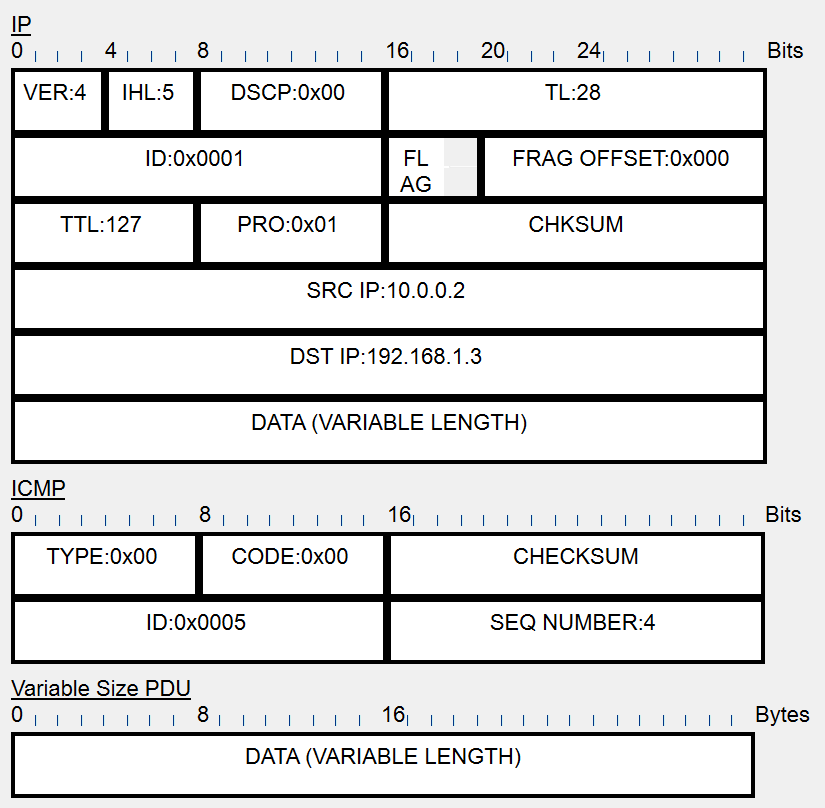 IP
0 4 8 16 20 24 Bits
VER:4 IHL:5 DSCP:0x00 TL:28
ID:0x0001 FL AG FRAG OFFSET:0x000
TTL:127 PRO:0x01 CHKSUM
SRC IP:10.0.0.2
DST IP:192.168.1.3
DATA (VARIABLE LENGTH)
ICMP
0 8 16 Bits
TYPE:0x00 CODE:0x00 CHECKSUM
ID:0x0005 SEQ NUMBER:4
Variable Size PDU
0 8 16 Bytes
DATA (VARIABLE LENGTH)